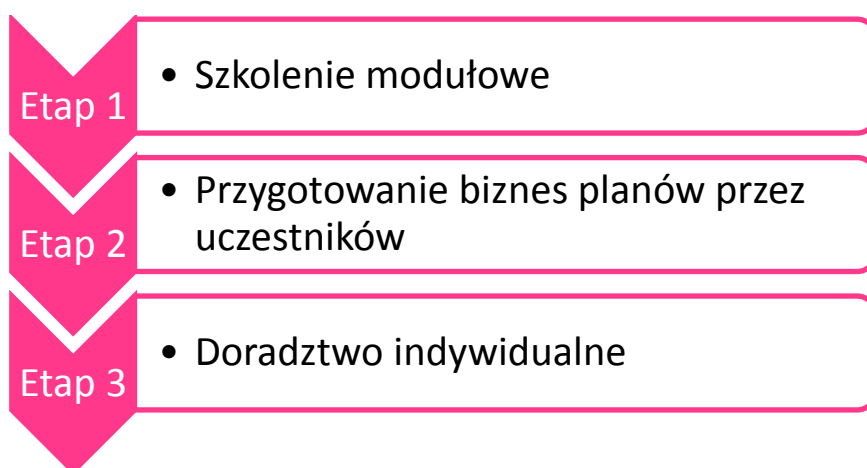 Etap 1
• Szkolenie modułowe
Etap 2
• Przygotowanie biznes planów przez
uczestników
Etap 3
• Doradztwo indywidualne